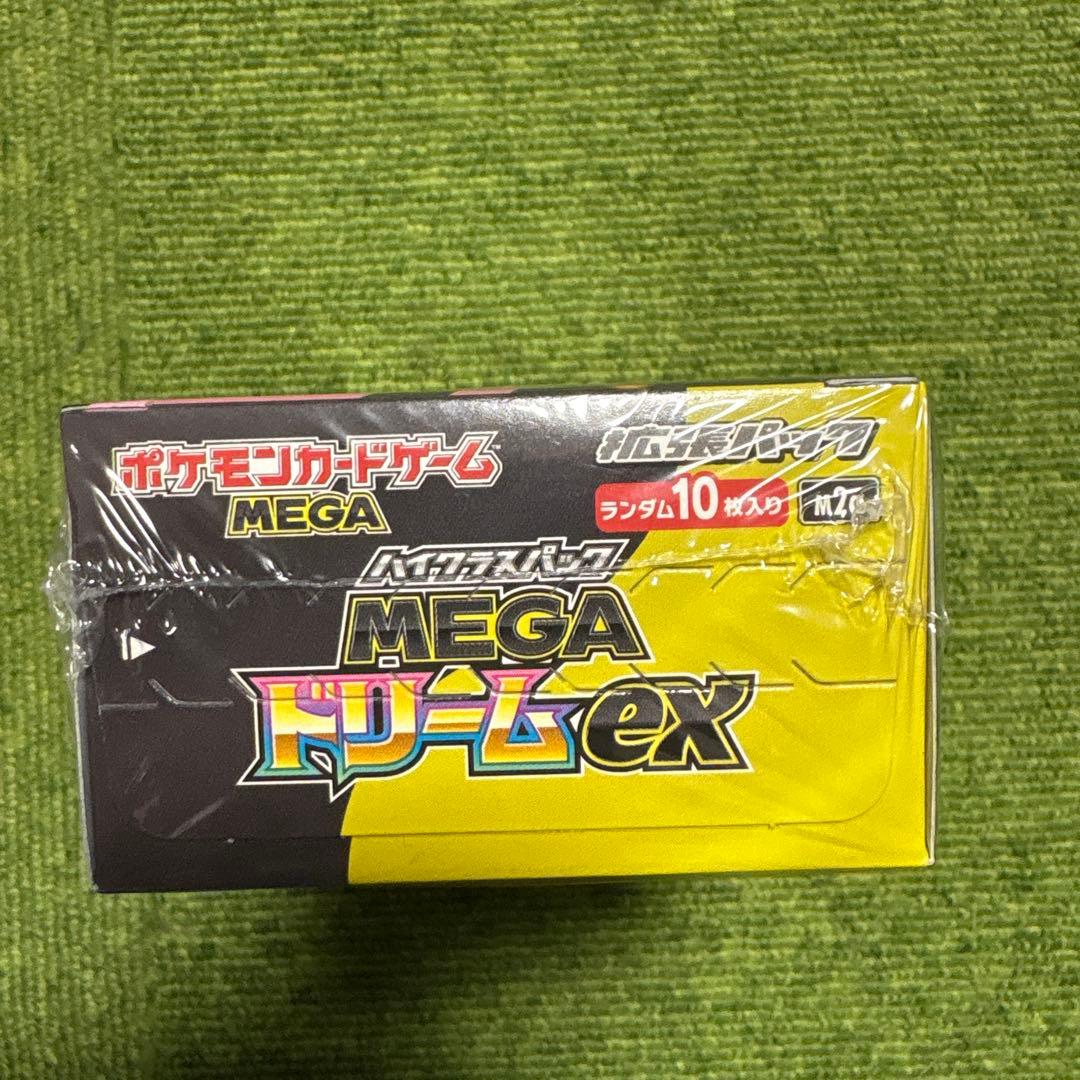 ポケモンカードゲーム
MEGA
拡張パック
ランダム10枚入り
ハイクラスパック
MEGA
ドリームex